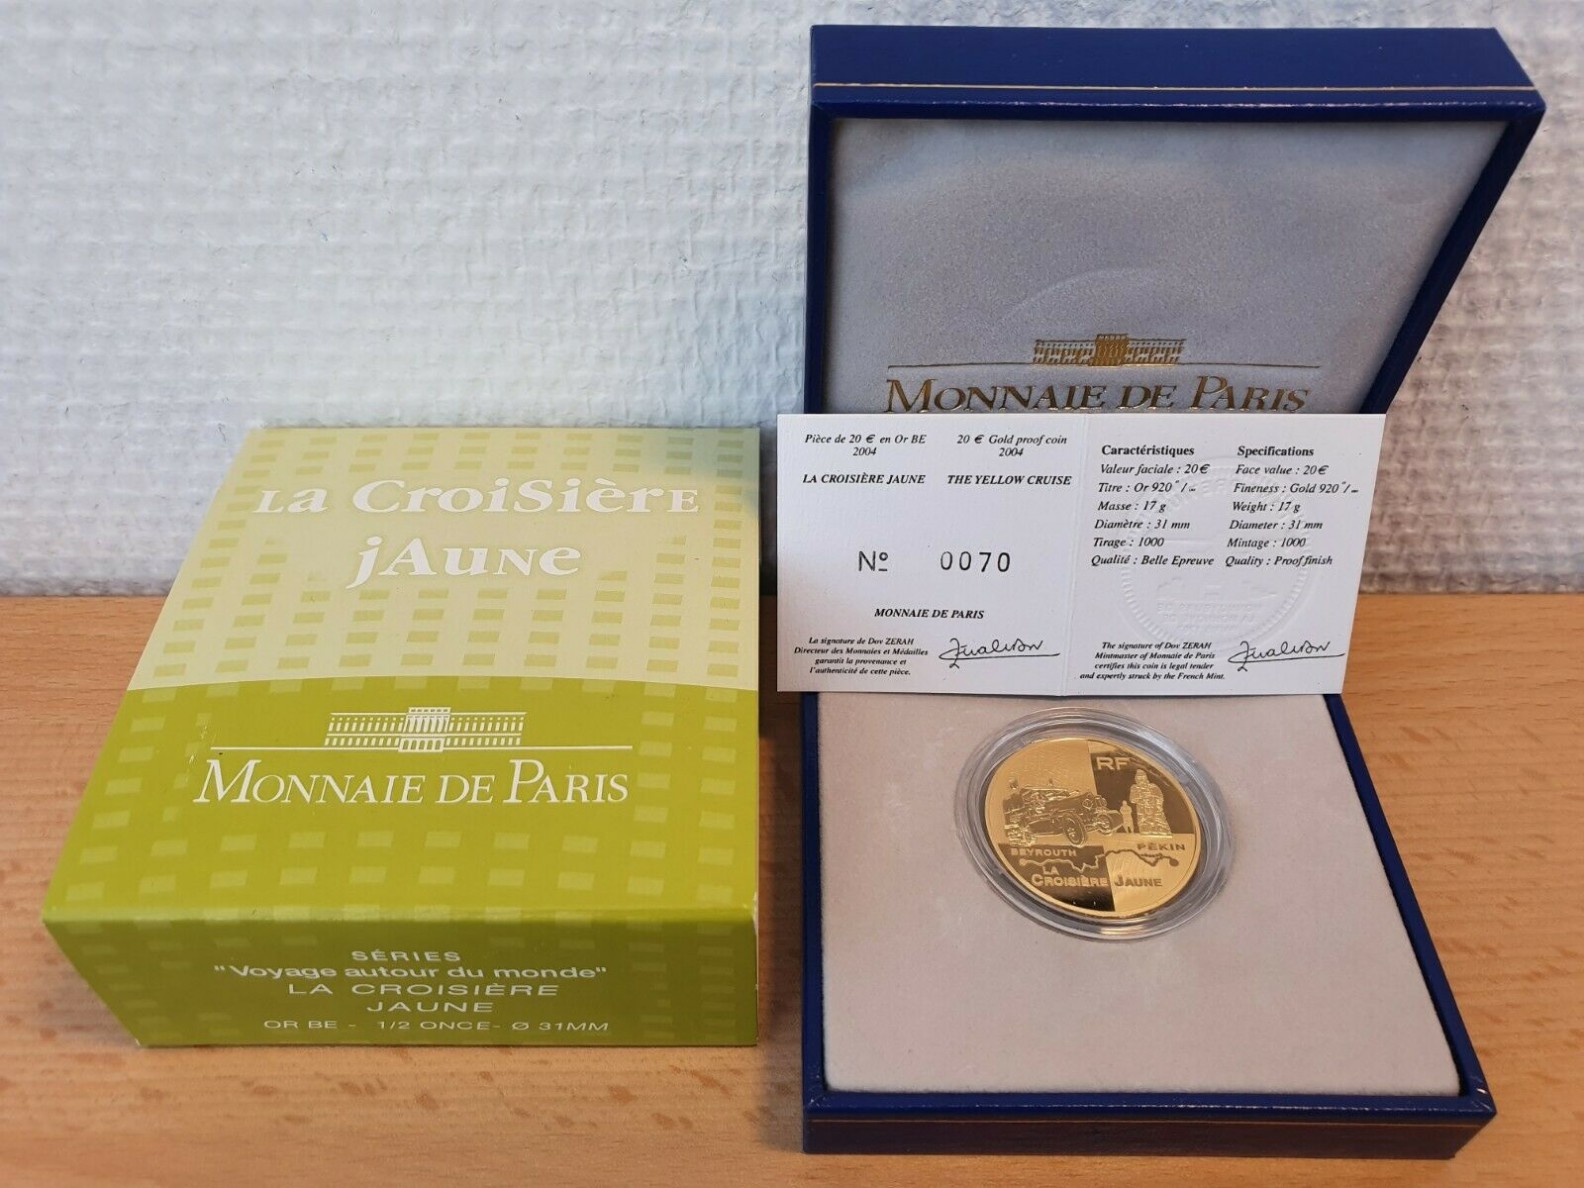 La CroiSièrE
jAUNe
MONNAIE DE PARIS
SÉRIES
"Voyage autour du monde"
LA CROISIÈRE
JAUNE
OR BE - 1/2 ONCE- Ø 31MM
MONNAIE DE PARIS
Pièce de 20 € en Or BE
2004
LA CROISIÈRE JAUNE
20 € Gold proof coin
2004
THE YELLOW CRUISE
Nº 0070
MONNAIE DE PARIS
La signature de Dov ZERAH
Directeur des Monnaies et Médailles
garantit la provenance et
l'authenticité de cette pièce.
Caractéristiques
Valeur faciale : 20 €
Titre : Or 920°/...
Masse : 17 g
Diamètre : 31 mm
Tirage : 1000
Qualité : Belle Epreuve
Specifications
Face value : 20 €
Fineness : Gold 920°/...
Weight : 17 g
Diameter : 31 mm
Mintage : 1000
Quality : Proof finish
The signature of Dov ZERAH
Mintmaster of Monnaie de Paris
certifies this coin is legal tender
and expertly struck by the French Mint.
RF
BEYROUTH
PÉKIN
LA
CROISIÈRE JAUNE